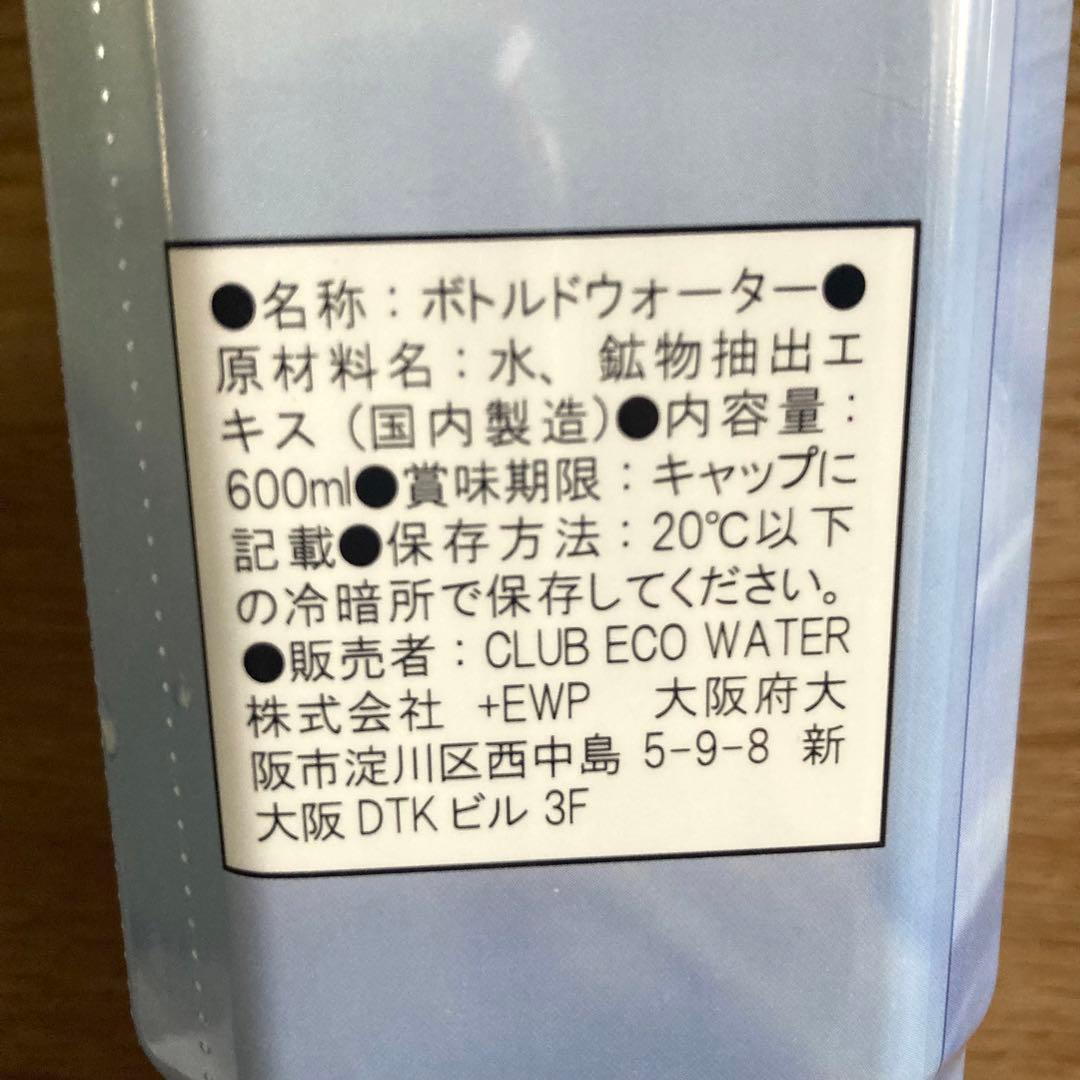 ●名称：ボトルドウォーター●
原材料名：水、鉱物抽出エ
キス（国内製造）●内容量：
600ml●賞味期限：キャップに
記載●保存方法：20℃以下
の冷暗所で保存してください。
●販売者：CLUB ECO WATER
株式会社 +EWP 大阪府大
阪市淀川区西中島 5-9-8 新
大阪 DTK ビル 3F